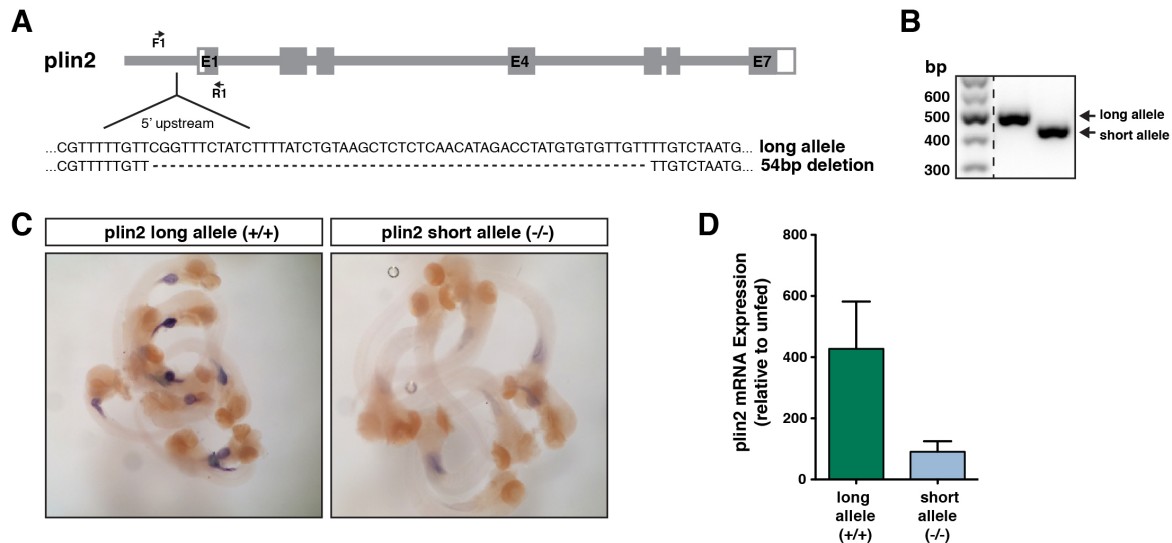 A
F1
plin2
E1
E4
E7
R1
5' upstream
...CGTTTTTGTTCGGTTTCTATCTTTTATCTGTAAGCTCTCTCAACATAGACCTATGTGTGTTGTTTTGTCTAATG... long allele
...CGTTTTTGTT TTGTCTAATG... 54bp deletion
B
bp
600
500
400
300
long allele
short allele
C
plin2 long allele (+/+)
plin2 short allele (-/-)
D
plin2 mRNA Expression
(relative to unfed)
800
600
400
200
0
long
allele
(+/+)
short
allele
(-/-)